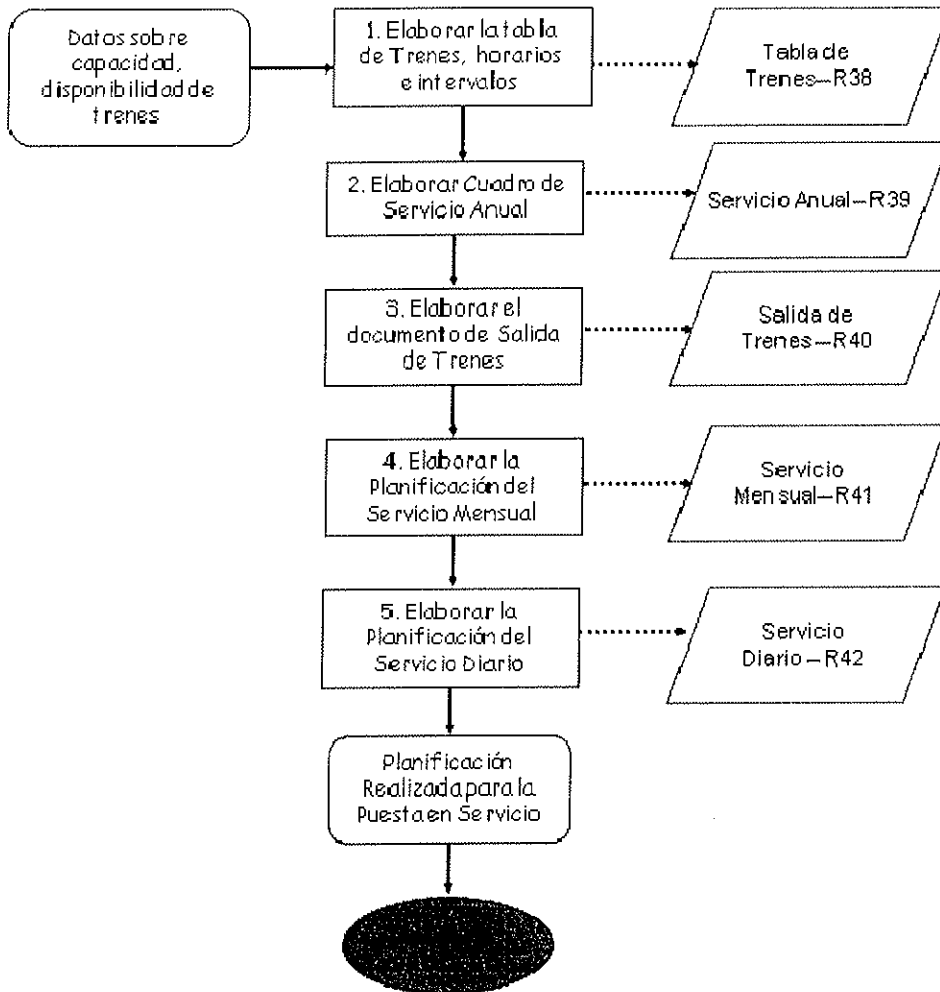 Datos sobre
capacidad,
disponibilidad de
trenes
1. Elaborar la tabla
de Trenes, horarios
e intervalos
Tabla de
Trenes—R38
2. Elaborar Cuadro de
Servicio Anual
Servicio Anual—R39
3. Elaborar el
documento de Salida
de Trenes
Salida de
Trenes—R40
4. Elaborar la
Planificación del
Servicio Mensual
Servicio
Mensual—R41
5. Elaborar la
Planificación del
Servicio Diario
Servicio
Diario—R42
Planificación
Realizada para la
Puesta en Servicio